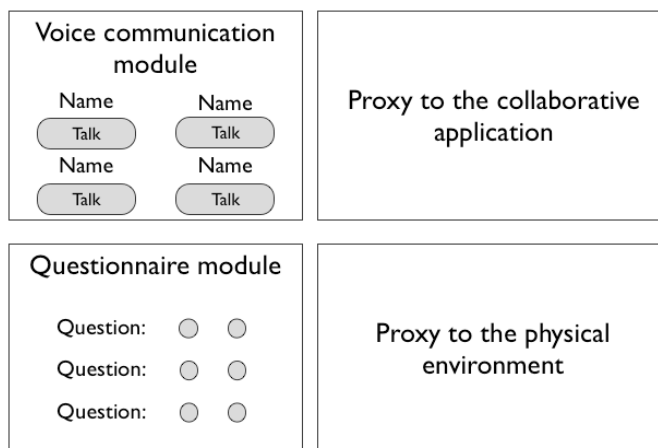 Voice communication
module
Name Name
Talk Talk
Name Name
Talk Talk
Proxy to the collaborative
application
Questionnaire module
Question:
Question:
Question:
Proxy to the physical
environment